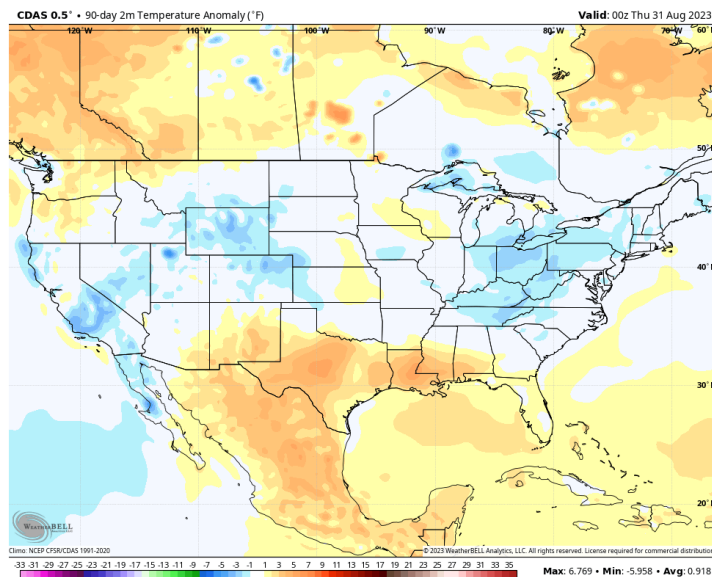 CDAS 0.5° • 90-day 2m Temperature Anomaly (°F)
Valid: 00z Thu 31 Aug 2023
120°W 110°W 100°W 90°W 80°W 70°W 60°
50°
40°
30°
20°
WeatherBELL
Climo: NCEP CFSR/CDAS 1991-2020
© 2023 WeatherBELL Analytics, LLC. All rights reserved. License required for commercial distribution
-33 -31 -29 -27 -25 -23 -21 -19 -17 -15 -13 -11 -9 -7 -5 -3 -1 1 3 5 7 9 11 13 15 17 19 21 23 25 27 29 31 33 35
Max: 6.769 • Min: -5.958 • Avg: 0.918